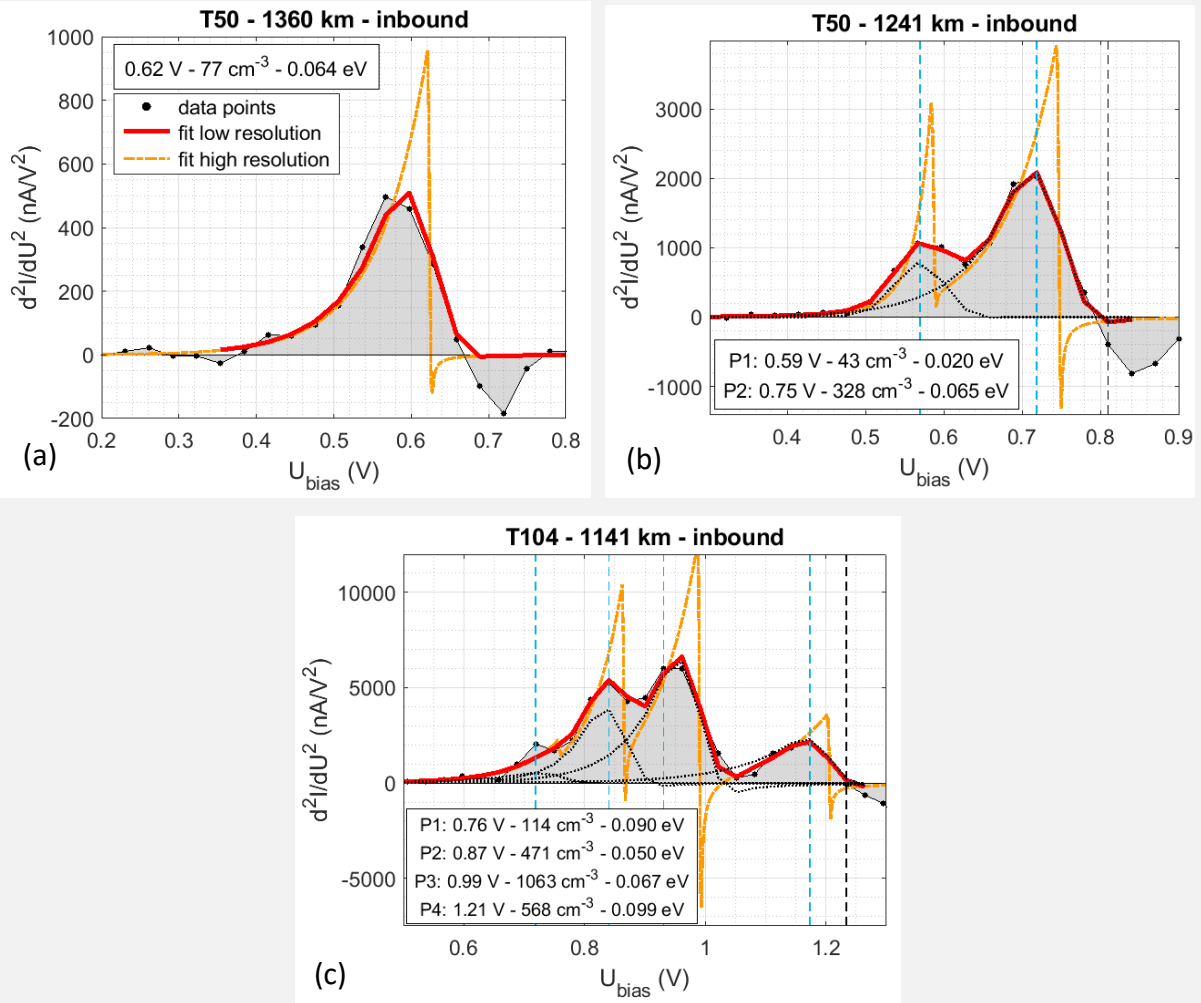 T50 - 1360 km - inbound
1000
800
600
400
200
0
-200
d²I/dU² (nA/V²)
0.62 V - 77 cm⁻³ - 0.064 eV
data points
fit low resolution
fit high resolution
0.2 0.3 0.4 0.5 0.6 0.7 0.8
(a)
U_bias (V)
T50 - 1241 km - inbound
3000
2000
1000
0
-1000
d²I/dU² (nA/V²)
P1: 0.59 V - 43 cm⁻³ - 0.020 eV
P2: 0.75 V - 328 cm⁻³ - 0.065 eV
0.4 0.5 0.6 0.7 0.8 0.9
(b)
U_bias (V)
T104 - 1141 km - inbound
10000
5000
0
-5000
d²I/dU² (nA/V²)
P1: 0.76 V - 114 cm⁻³ - 0.090 eV
P2: 0.87 V - 471 cm⁻³ - 0.050 eV
P3: 0.99 V - 1063 cm⁻³ - 0.067 eV
P4: 1.21 V - 568 cm⁻³ - 0.099 eV
0.6 0.8 1 1.2
(c)
U_bias (V)